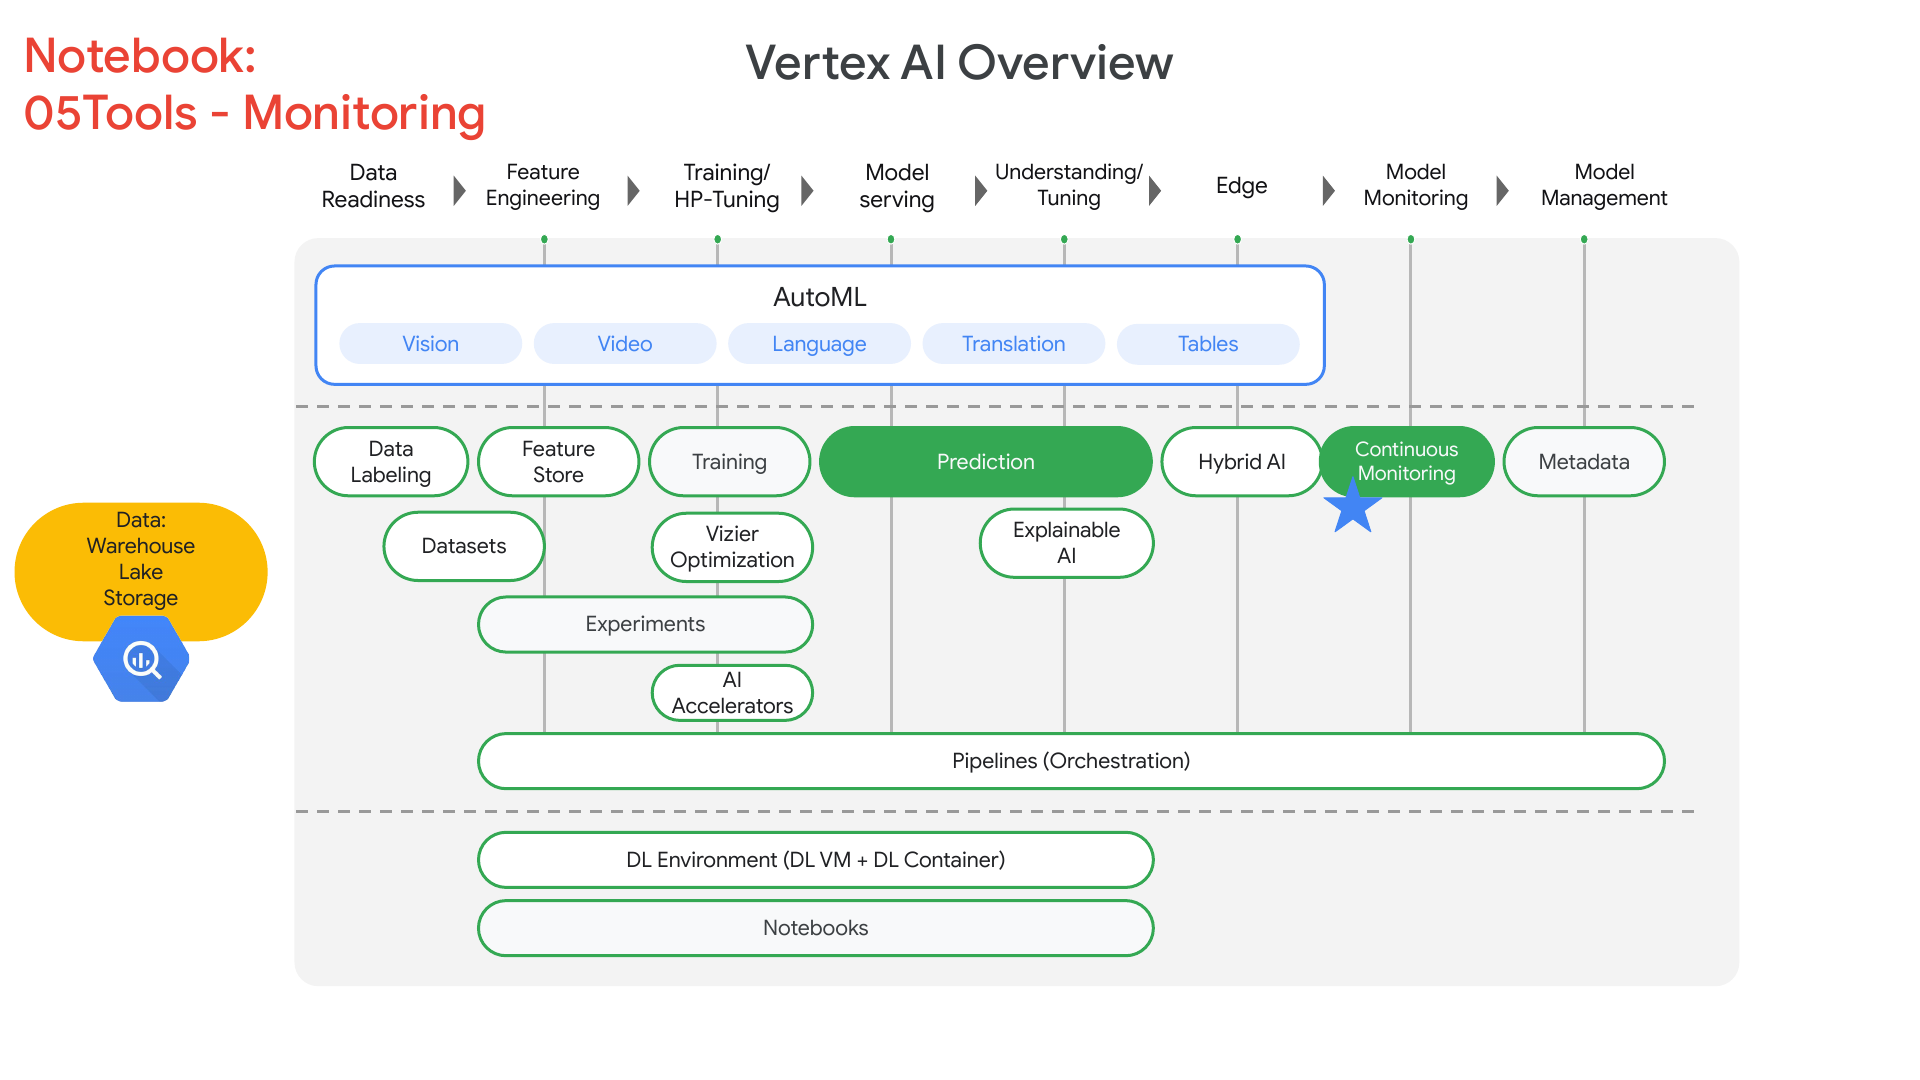 Notebook:
05Tools - Monitoring
Vertex AI Overview
Data
Readiness
Feature
Engineering
Training/
HP-Tuning
Model
serving
Understanding/
Tuning
Edge
Model
Monitoring
Model
Management
AutoML
Vision
Video
Language
Translation
Tables
Data
Labeling
Feature
Store
Training
Prediction
Hybrid AI
Continuous
Monitoring
Metadata
Data:
Warehouse
Lake
Storage
Datasets
Vizier
Optimization
Explainable
AI
Experiments
AI
Accelerators
Pipelines (Orchestration)
DL Environment (DL VM + DL Container)
Notebooks